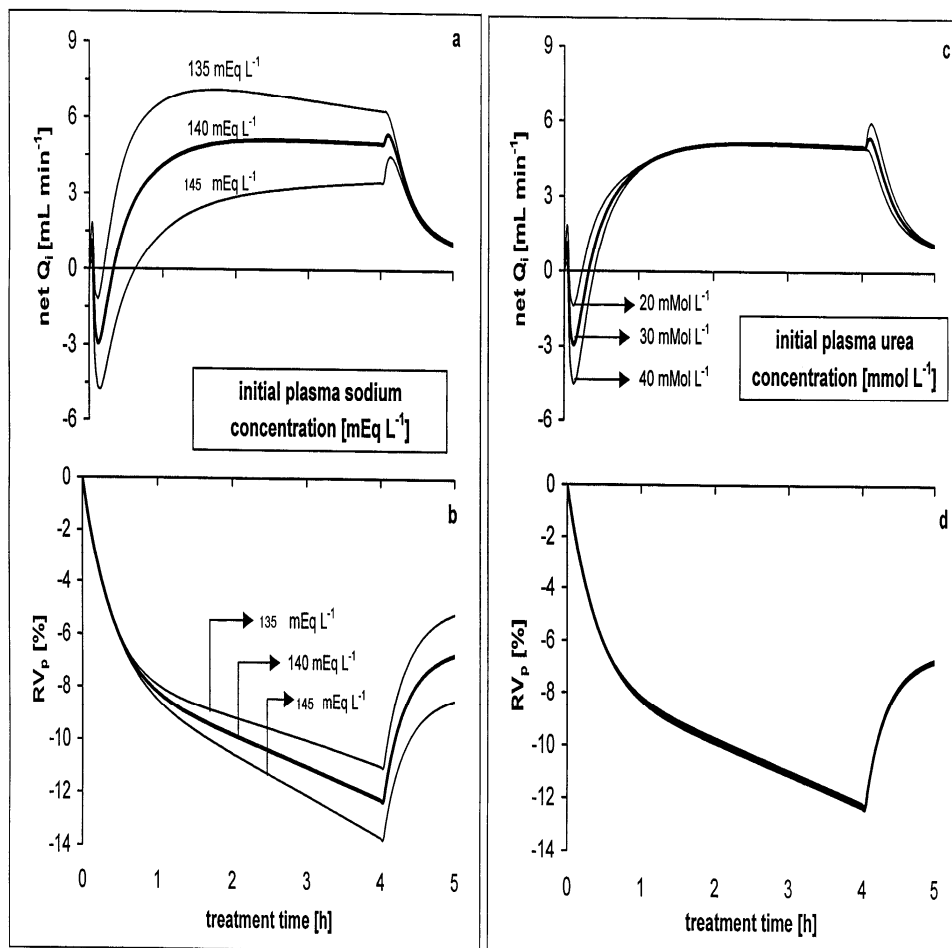 a
net Qi [mL min⁻¹]
9
6
3
0
-3
-6
135 mEq L⁻¹
140 mEq L⁻¹
145 mEq L⁻¹
initial plasma sodium
concentration [mEq L⁻¹]
b
RVp [%]
0
-2
-4
-6
-8
-10
-12
-14
135 mEq L⁻¹
140 mEq L⁻¹
145 mEq L⁻¹
0 1 2 3 4 5
treatment time [h]
c
net Qi [mL min⁻¹]
9
6
3
0
-3
-6
20 mMol L⁻¹
30 mMol L⁻¹
40 mMol L⁻¹
initial plasma urea
concentration [mmol L⁻¹]
d
RVp [%]
0
-2
-4
-6
-8
-10
-12
-14
0 1 2 3 4 5
treatment time [h]